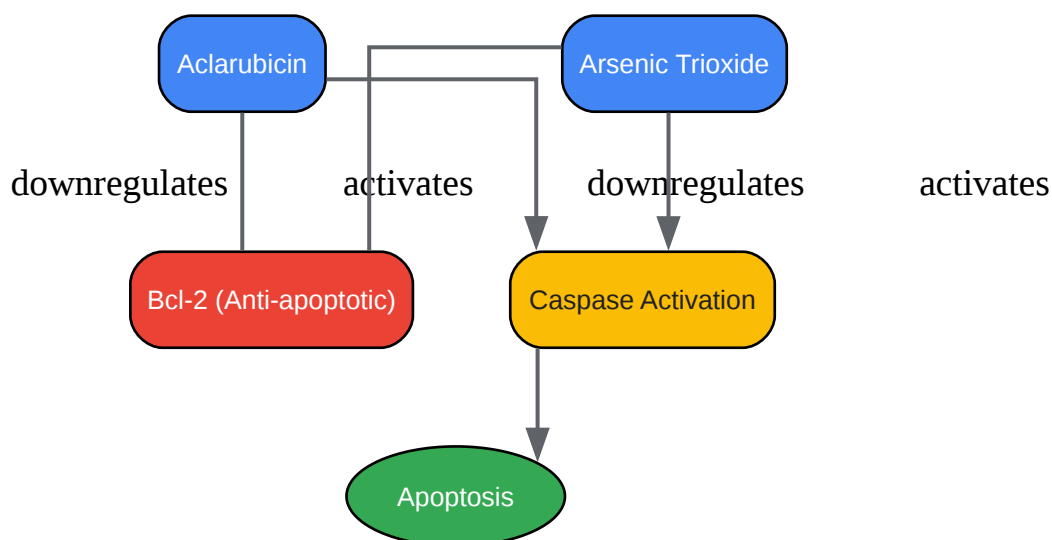 Aclarubicin
Arsenic Trioxide
downregulates
activates
downregulates
activates
Bcl-2 (Anti-apoptotic)
Caspase Activation
Apoptosis